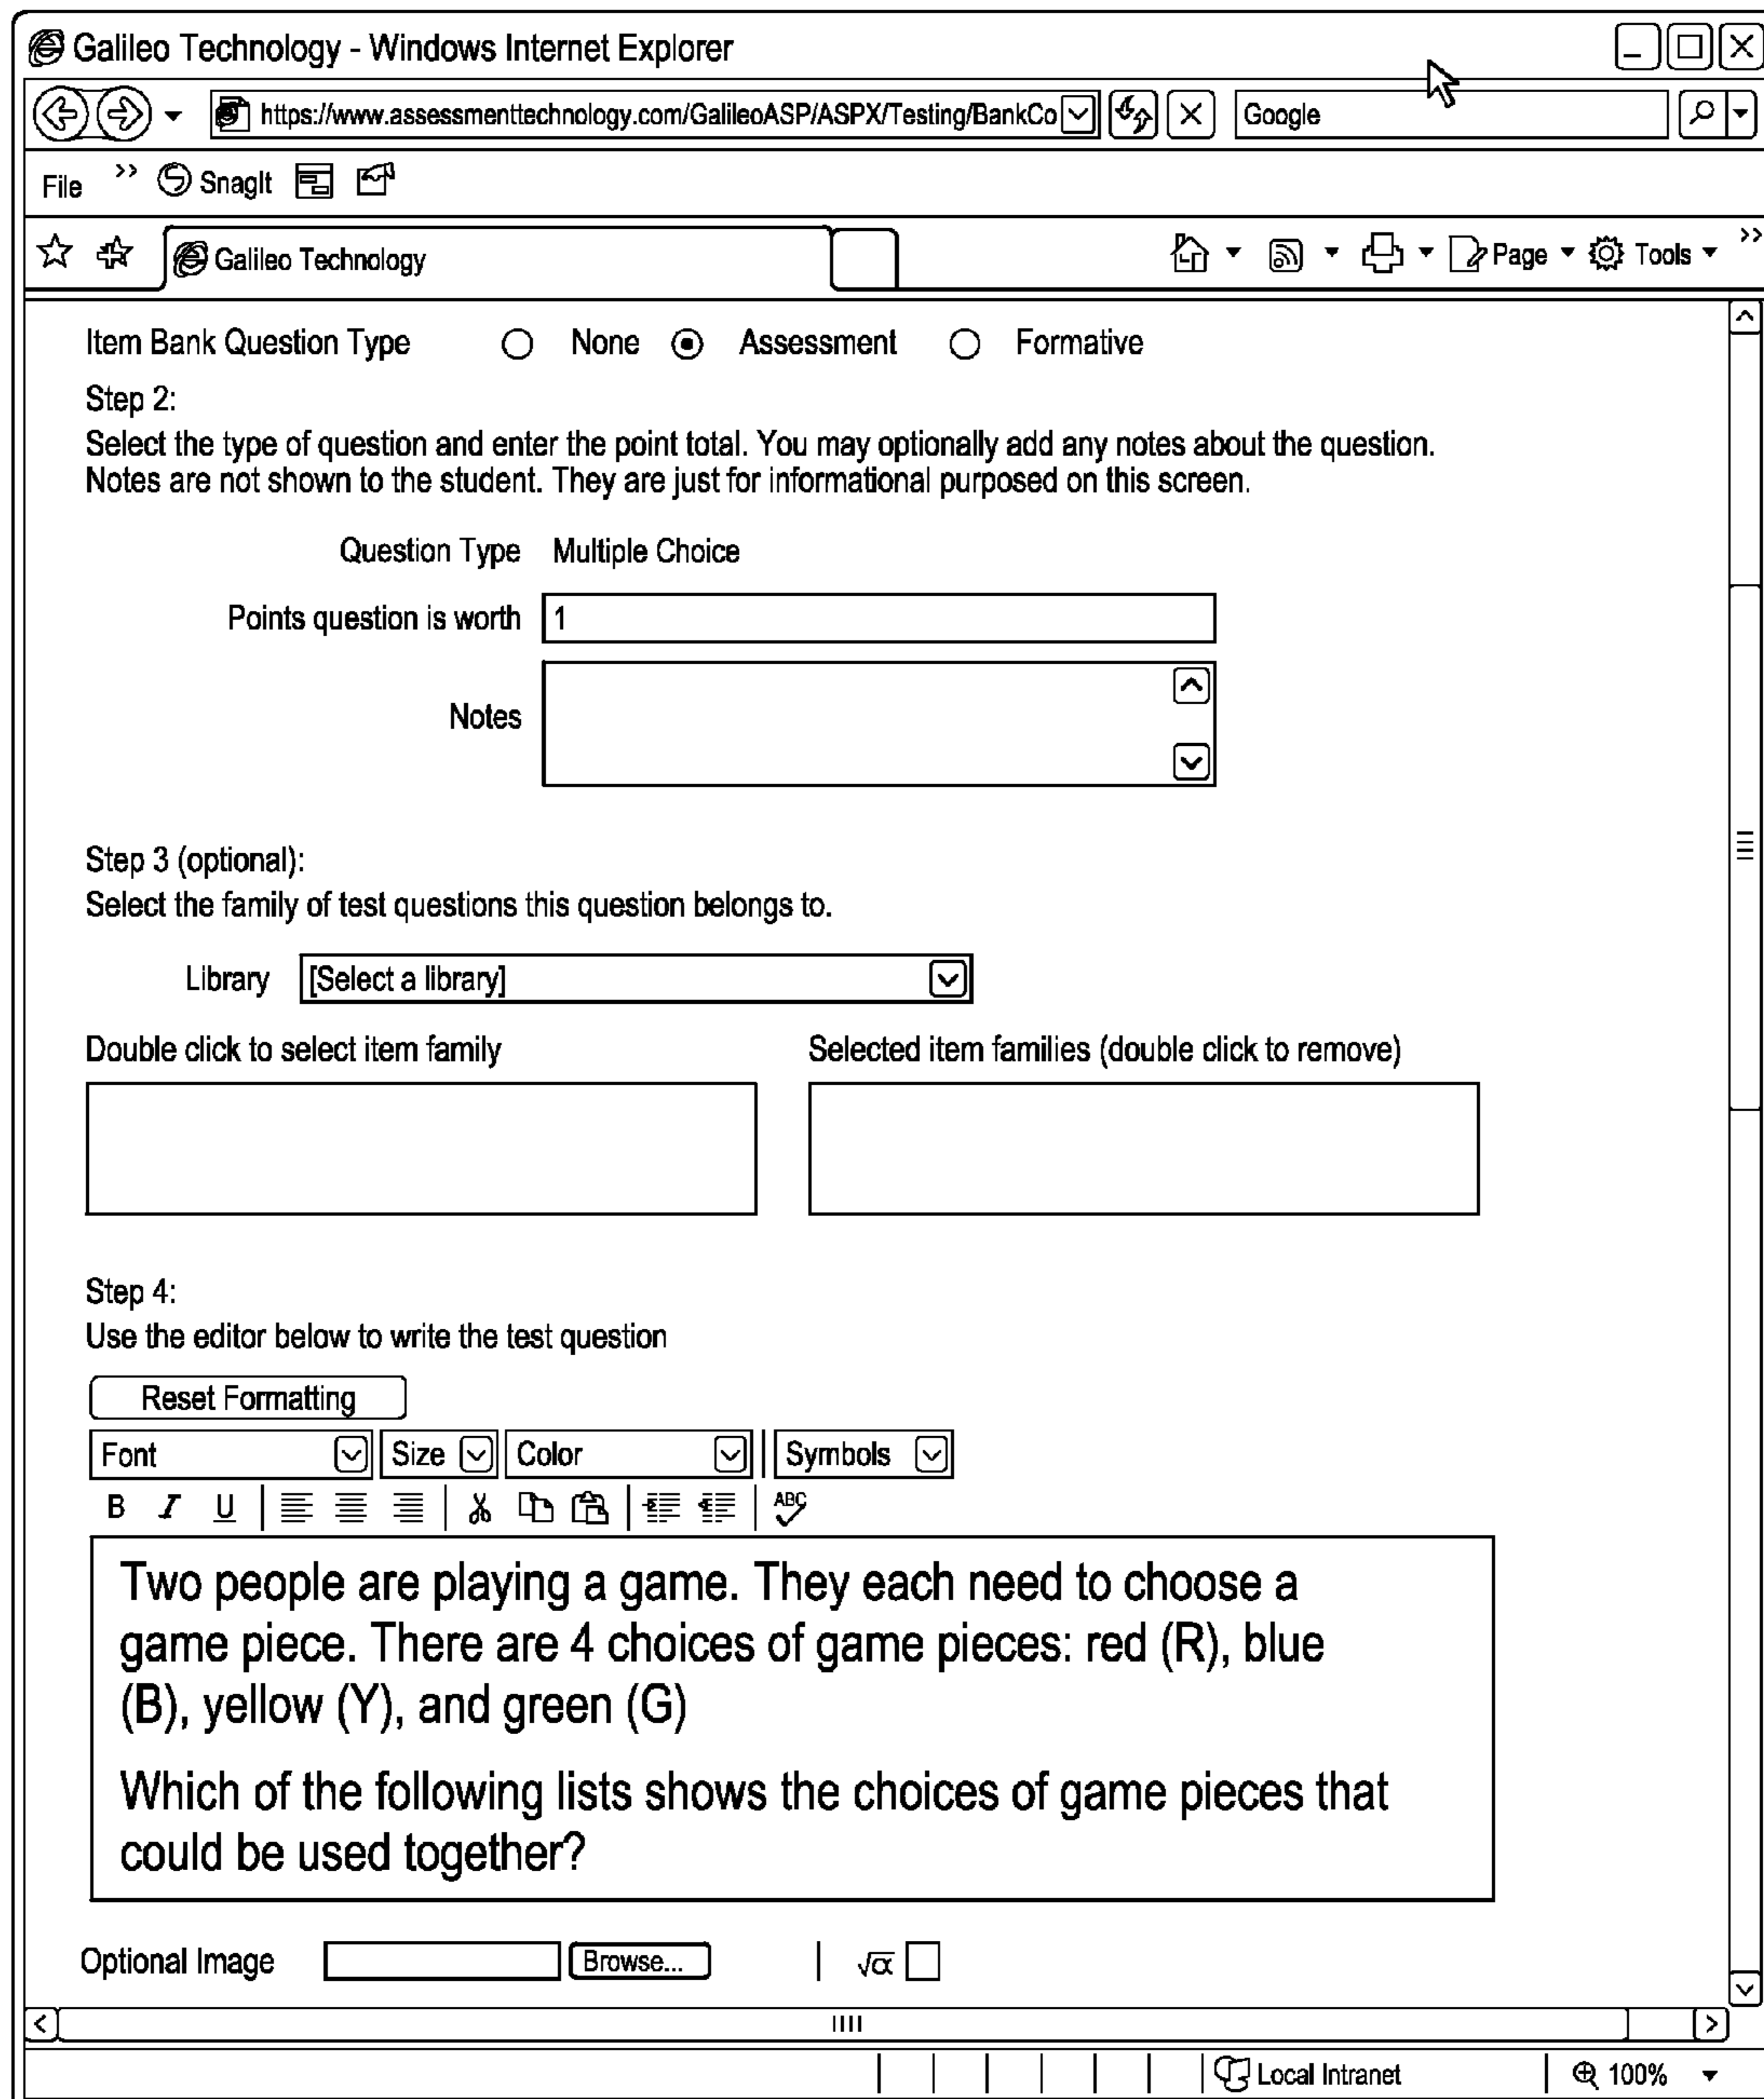 Galileo Technology - Windows Internet Explorer
https://www.assessmenttechnology.com/GalileoASP/ASPX/Testing/BankCo
Google
File >> SnagIt
Galileo Technology
Page Tools >>
Item Bank Question Type None Assessment Formative
Step 2:
Select the type of question and enter the point total. You may optionally add any notes about the question.
Notes are not shown to the student. They are just for informational purposed on this screen.
Question Type Multiple Choice
Points question is worth 1
Notes
Step 3 (optional):
Select the family of test questions this question belongs to.
Library [Select a library]
Double click to select item family Selected item families (double click to remove)
Step 4:
Use the editor below to write the test question
Reset Formatting
Font Size Color Symbols
B I U ABC
Two people are playing a game. They each need to choose a
game piece. There are 4 choices of game pieces: red (R), blue
(B), yellow (Y), and green (G)
Which of the following lists shows the choices of game pieces that
could be used together?
Optional Image Browse... √α
Local Intranet 100%